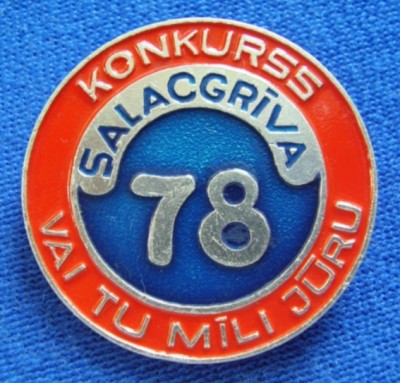 KONKURSS
SALACGRĪVA
78
VAI TU MĪLI JŪRU